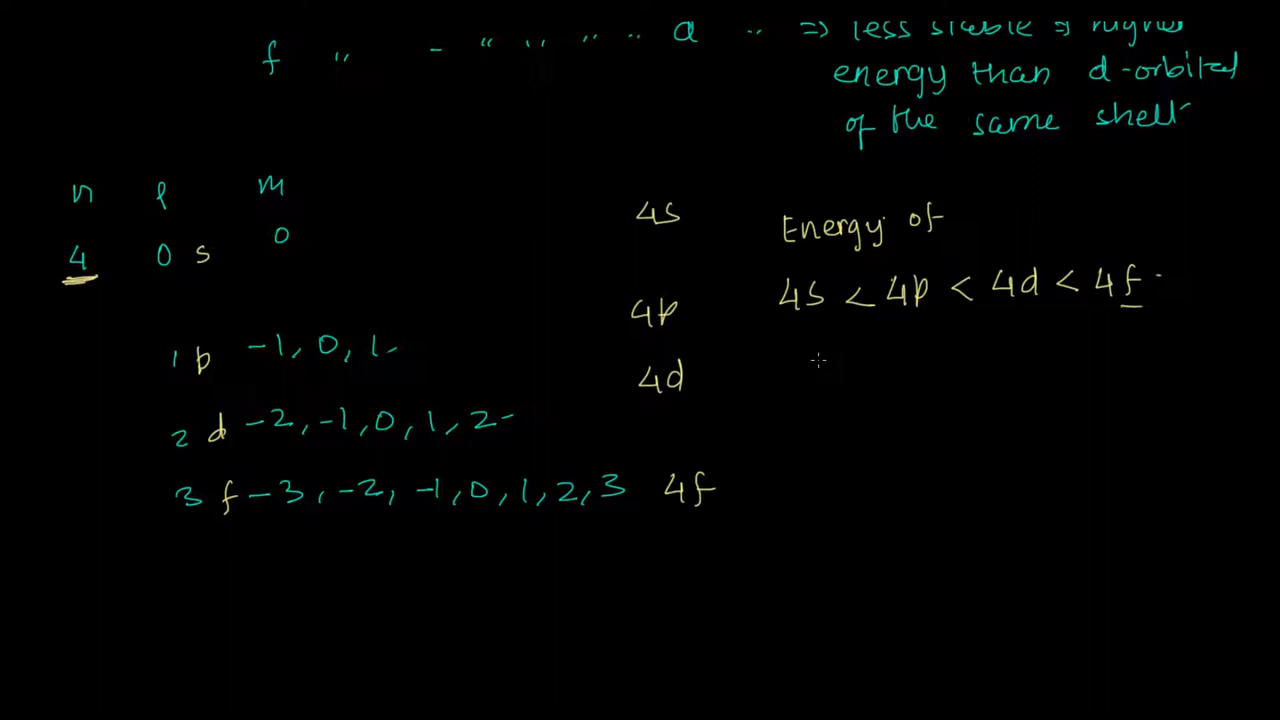 f " - " " " " d " ⇒ less stable ⇒ higher
energy than d-orbital
of the same shell
n l m
4 0 s 0 4s
Energy of
4s < 4p < 4d < 4f
1 p -1, 0, 1 4p
2 d -2, -1, 0, 1, 2 4d
3 f -3, -2, -1, 0, 1, 2, 3 4f